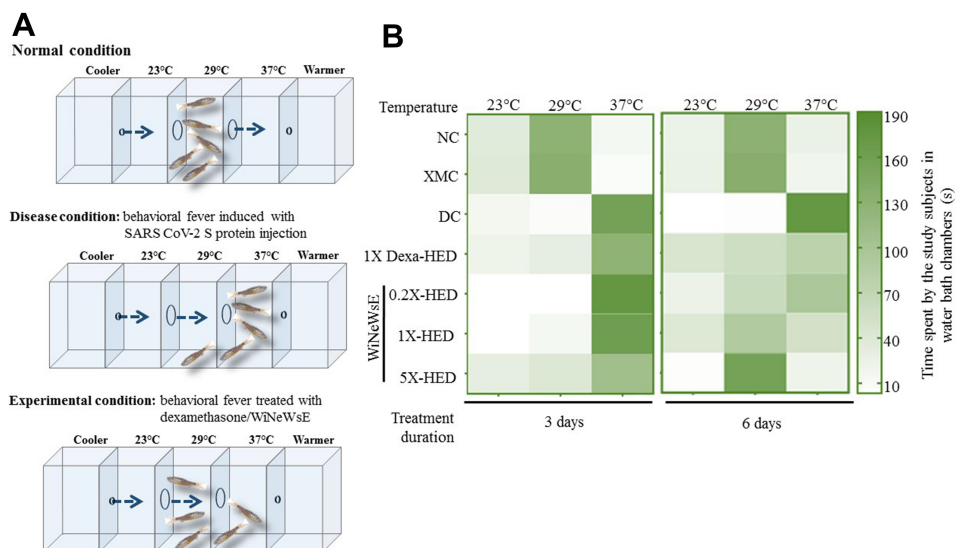 A
Normal condition
Cooler 23°C 29°C 37°C Warmer
o o
Disease condition: behavioral fever induced with
SARS CoV-2 S protein injection
Cooler 23°C 29°C 37°C Warmer
o o
Experimental condition: behavioral fever treated with
dexamethasone/WiNeWsE
Cooler 23°C 29°C 37°C Warmer
o o
B
Temperature 23°C 29°C 37°C 23°C 29°C 37°C
NC
XMC
DC
1X Dexa-HED
0.2X-HED
1X-HED
5X-HED
WiNeWsE
Treatment
duration
3 days 6 days
190
160
130
100
70
40
10
Time spent by the study subjects in
water bath chambers (s)